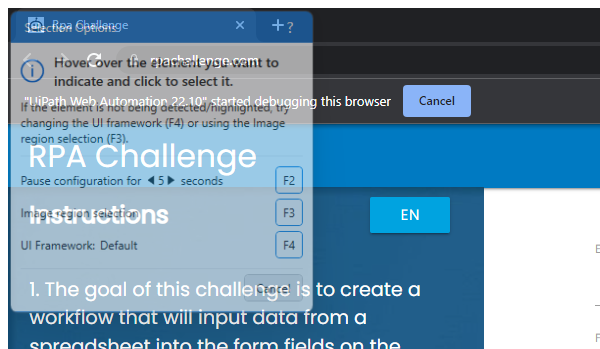 Selection Options
Rpa Challenge
?
rpachallenge.com
Hover over the element you want to
indicate and click to select it.
If the element is not being detected/highlighted, try
changing the UI framework (F4) or using the Image
region selection (F3).
"UiPath Web Automation 22.10" started debugging this browser
Cancel
RPA Challenge
Pause configuration for 5 seconds
F2
Image region selection
F3
Instructions
EN
UI Framework: Default
F4
Cancel
1. The goal of this challenge is to create a
workflow that will input data from a
spreadsheet into the form fields on the